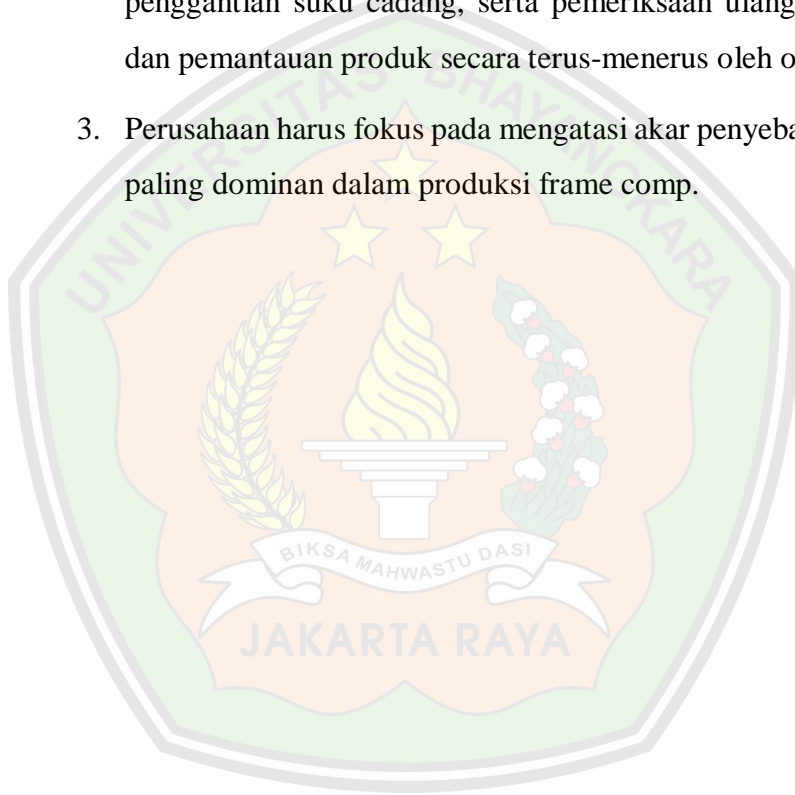 penggantian suku cadang, serta pemeriksaan ulang
dan pemantauan produk secara terus-menerus oleh
3. Perusahaan harus fokus pada mengatasi akar
paling dominan dalam produksi frame comp.
UNIVERSITAS BHAYANGKARA
BIKSA MAHWASTU DASI
JAKARTA RAYA